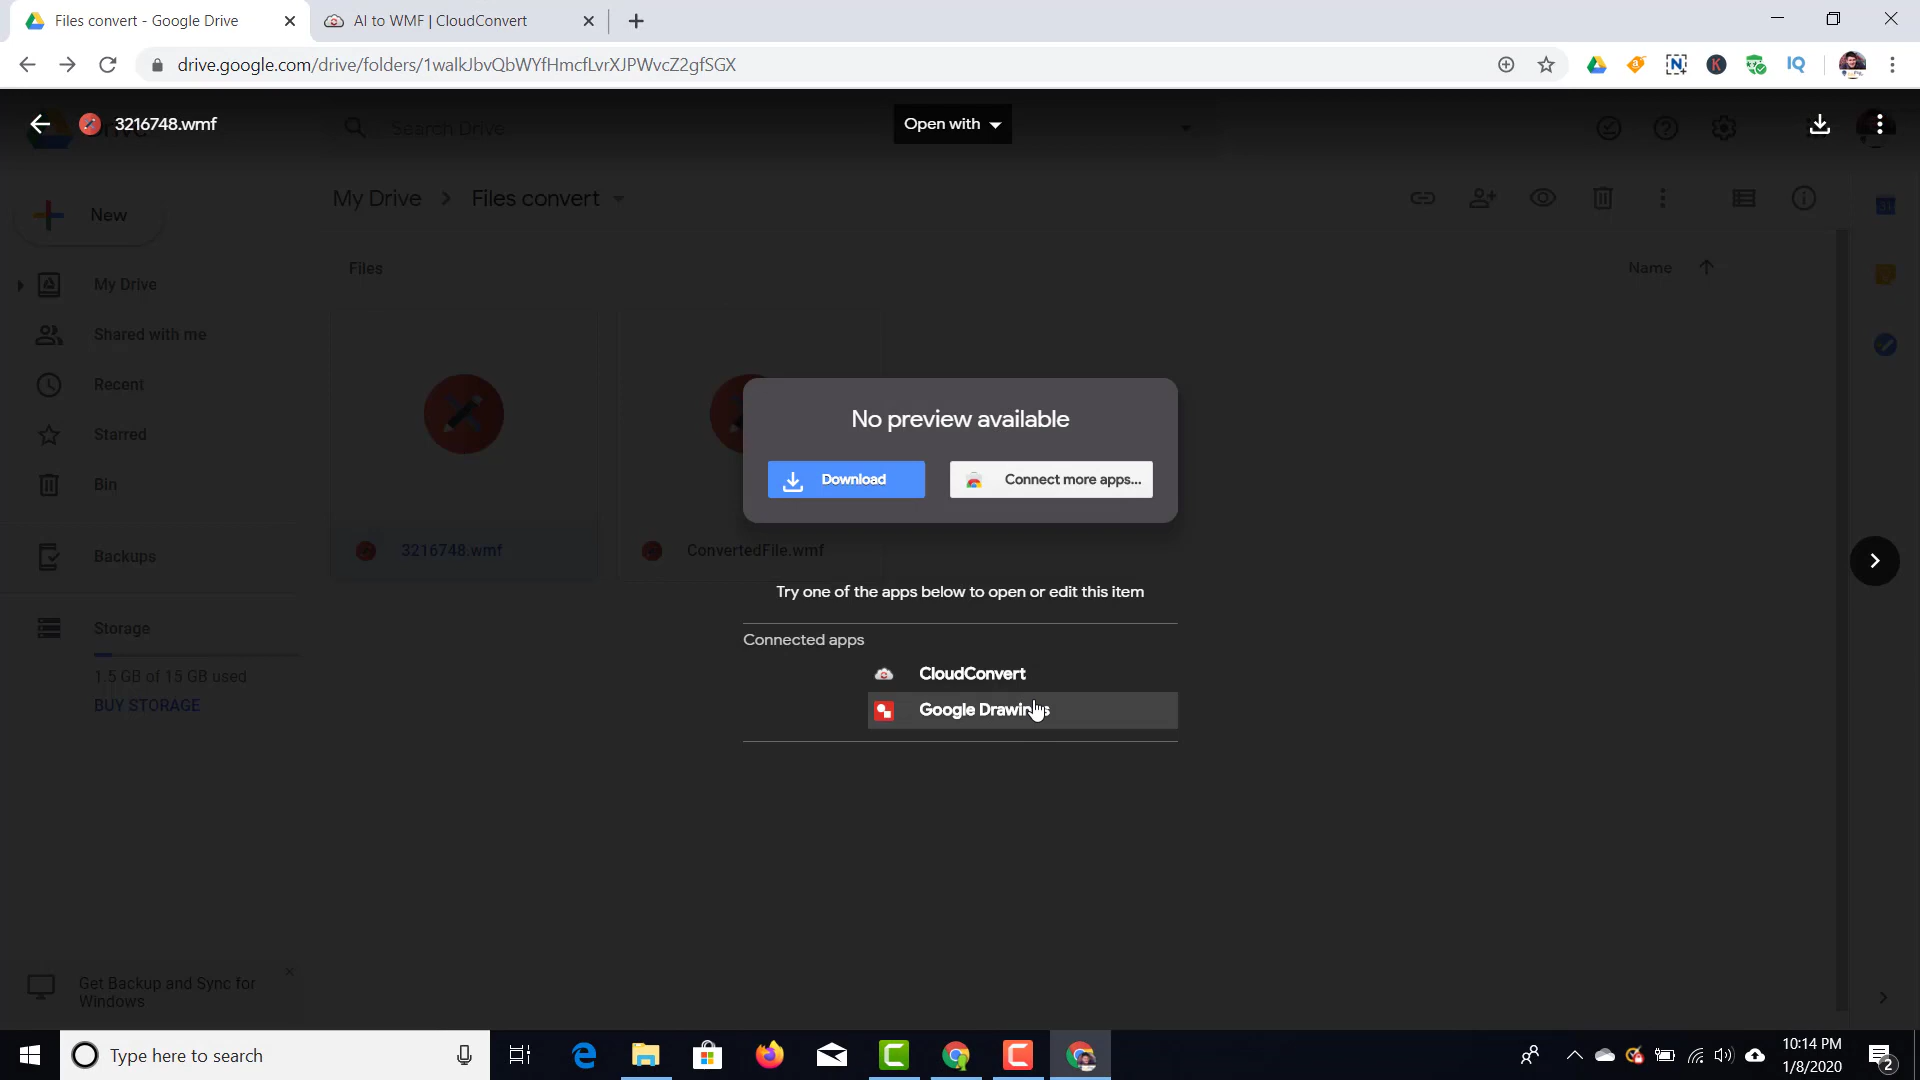 Files convert - Google Drive
AI to WMF | CloudConvert
drive.google.com/drive/folders/1walkJbvQbWYfHmcfLvrXJPWvcZ2gfSGX
3216748.wmf
Search Drive
Open with
New
My Drive
Files convert
Files
Name
My Drive
Shared with me
Recent
Starred
Bin
No preview available
Download
Connect more apps...
3216748.wmf
ConvertedFile.wmf
Backups
Try one of the apps below to open or edit this item
Storage
Connected apps
1.5 GB of 15 GB used
CloudConvert
BUY STORAGE
Google Drawings
Get Backup and Sync for
Windows
Type here to search
10:14 PM
1/8/2020
2